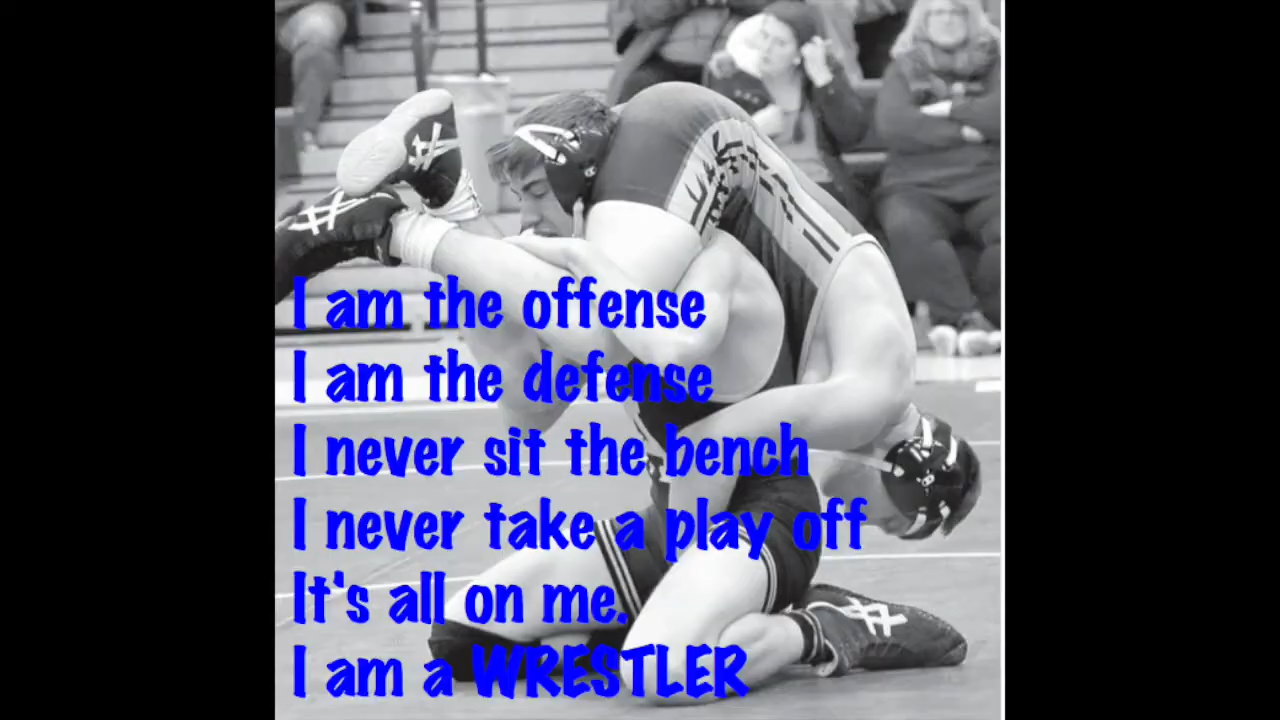 I am the offense
I am the defense
I never sit the bench
I never take a play off
It's all on me.
I am a WRESTLER